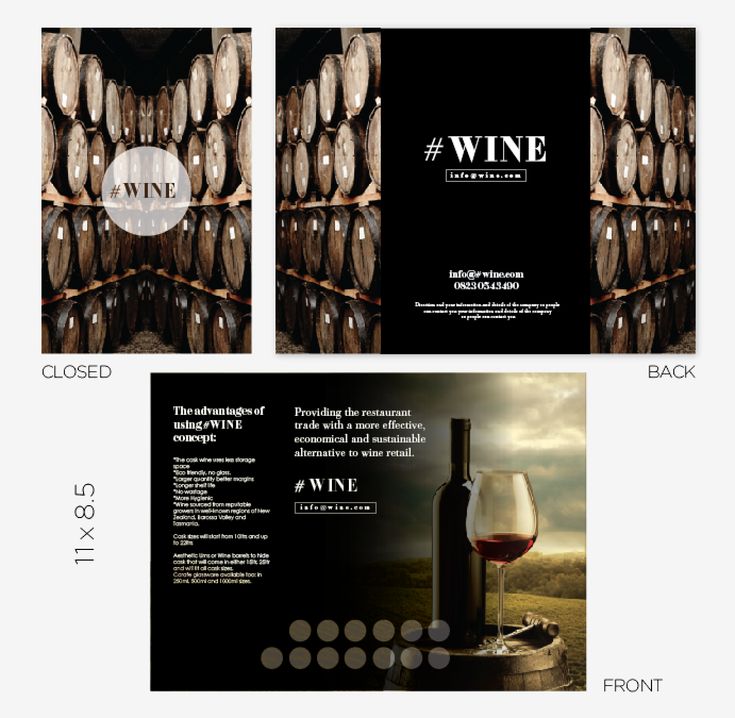 #WINE
CLOSED
#WINE
info@wine.com
info@#wine.com
0823 0543490
Direction and your information and details of the company so people
can contact you your information and details of the company
so people can contact you
BACK
The advantages of
using #WINE
concept:
*The cask wine uses less storage
space
*Eco friendly, no glass.
*Larger quantity better margins
*Longer shelf life
*No wastage
*More Hygienic
*Wine sourced from reputable
growers in well-known regions of New
Zealand, Barossa Valley and
Tasmania.
Cask sizes will start from 10ltrs and up
to 22ltrs
Aesthetic Urns or Wine barrels to hide
cask that will come in either 15ltr, 25ltr
and will fit all cask sizes.
Carafe glassware available too: in
250ml, 500ml and 1000ml sizes.
Providing the restaurant
trade with a more effective,
economical and sustainable
alternative to wine retail.
#WINE
info@wine.com
11 x 8.5
FRONT